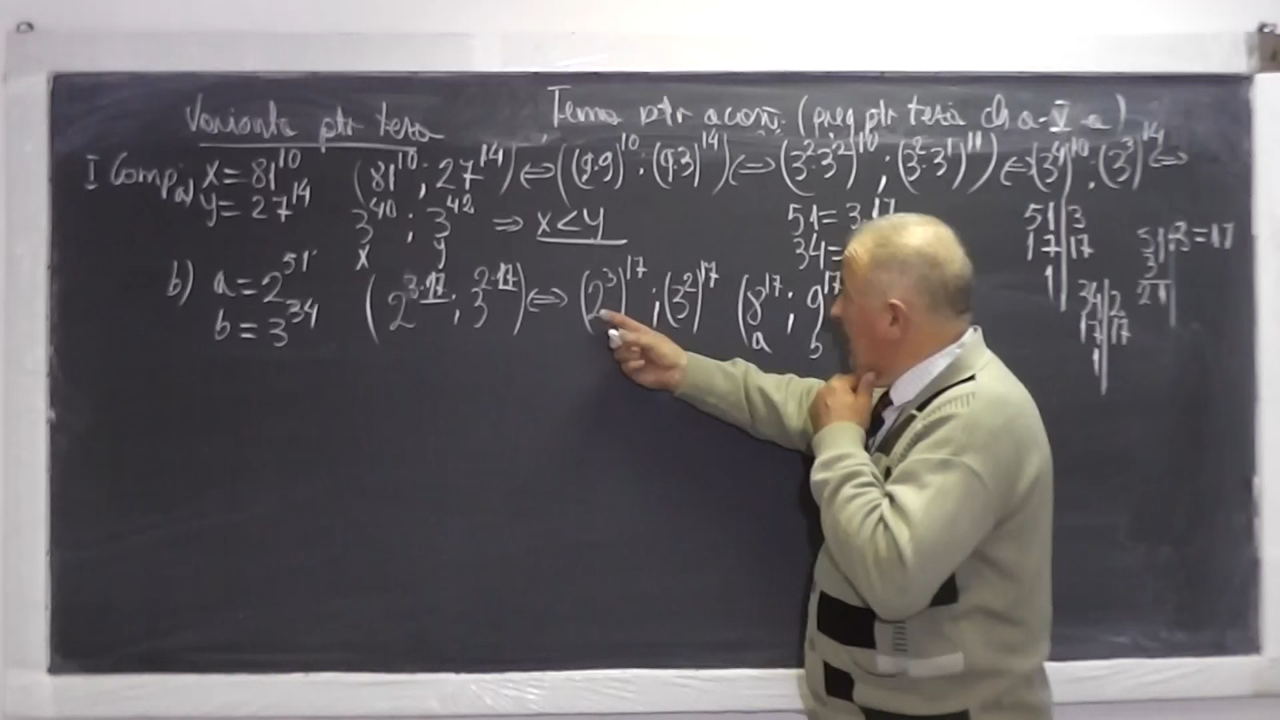 Varianta ptr teza
Tema ptr acasă (preg ptr teză cls a-V-a)
I Comp a) x=81^10 (81^10 ; 27^14) ⇔ ((9·9)^10 ; (9·3)^14) ⇔ (3^2·3^2)^10 ; (3^2·3^1)^14) ⇔ (3^4)^10 ; (3^3)^14 ⇔
y=27^14 3^40 ; 3^42 ⇒ x<y
x y
51=3·17
34=
51|3
17|17
1|
51:3=17
3
21
34|2
17|17
1|
b) a=2^51 (2^3·17 ; 3^2·17) ⇔ (2^3)^17 ; (3^2)^17 (8^17 ; 9^17
b=3^34 a b